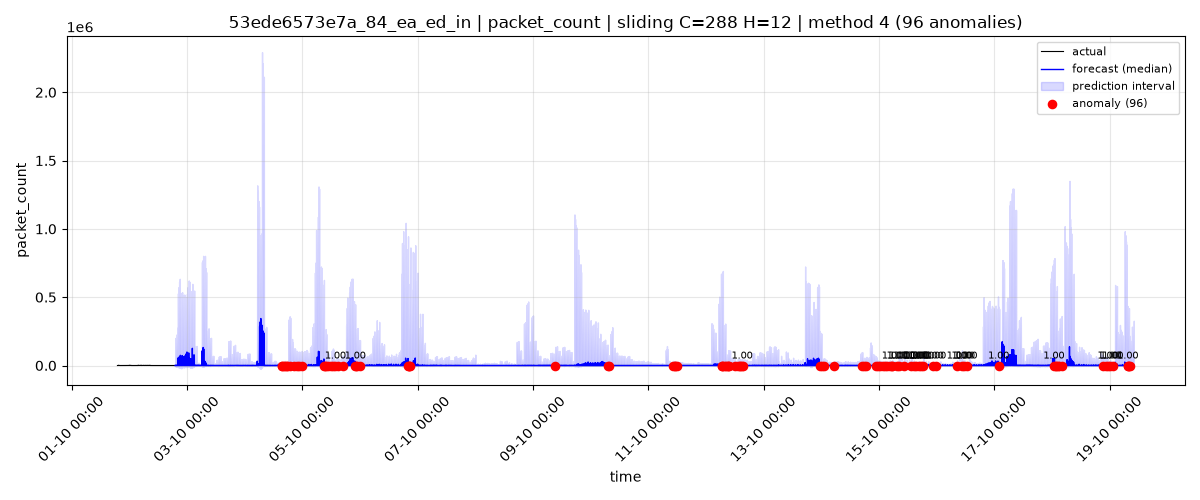 53ede6573e7a_84_ea_ed_in | packet_count | sliding C=288 H=12 | method 4 (96 anomalies)
1e6
actual
forecast (median)
prediction interval
anomaly (96)
packet_count
2.0
1.5
1.0
0.5
0.0
1.00
1.00
1.00
1.00
1.00
01-10 00:00
03-10 00:00
05-10 00:00
07-10 00:00
09-10 00:00
11-10 00:00
13-10 00:00
15-10 00:00
17-10 00:00
19-10 00:00
time